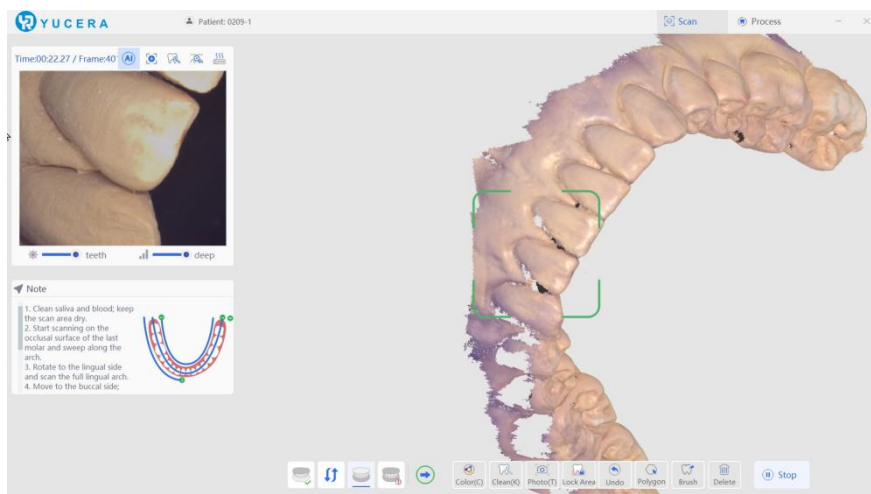 YUCERA
Patient: 0209-1
Scan
Process
Time:00:22.27 / Frame:40
AI
teeth
deep
Note
1. Clean saliva and blood; keep
the scan area dry.
2. Start scanning on the
occlusal surface of the last
molar and sweep along the
arch.
3. Rotate to the lingual side
and scan the full lingual arch.
4. Move to the buccal side;
Color(C)
Clean(K)
Photo(T)
Lock Area
Undo
Polygon
Brush
Delete
Stop